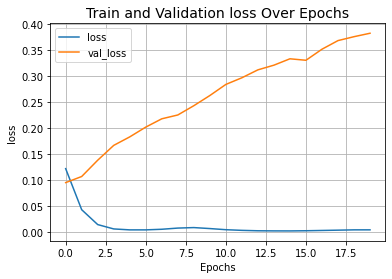 Train and Validation loss Over Epochs
loss
val_loss
0.40
0.35
0.30
0.25
0.20
0.15
0.10
0.05
0.00
loss
0.0 2.5 5.0 7.5 10.0 12.5 15.0 17.5
Epochs